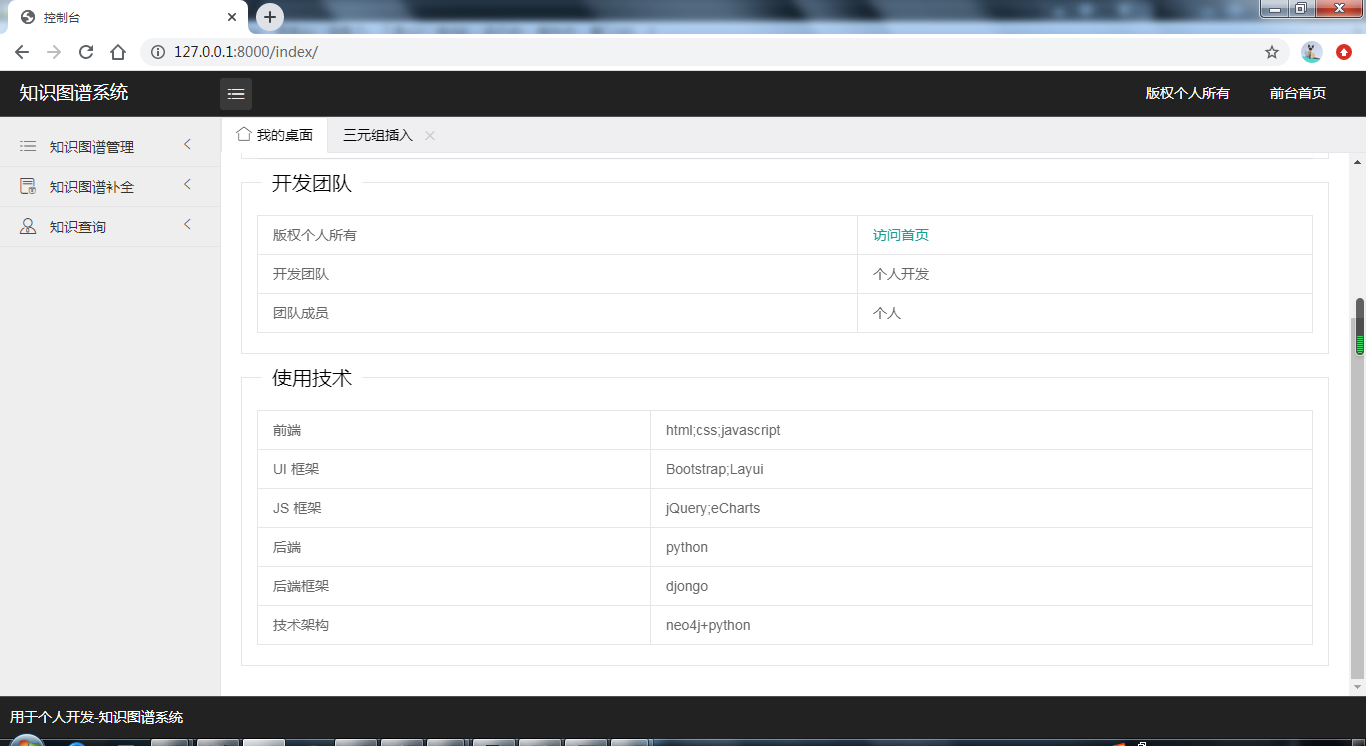 控制台
127.0.0.1:8000/index/
知识图谱系统
版权个人所有 前台首页
知识图谱管理
知识图谱补全
知识查询
我的桌面 三元组插入
开发团队
版权个人所有 访问首页
开发团队 个人开发
团队成员 个人
使用技术
前端 html;css;javascript
UI 框架 Bootstrap;Layui
JS 框架 jQuery;eCharts
后端 python
后端框架 djongo
技术架构 neo4j+python
用于个人开发-知识图谱系统